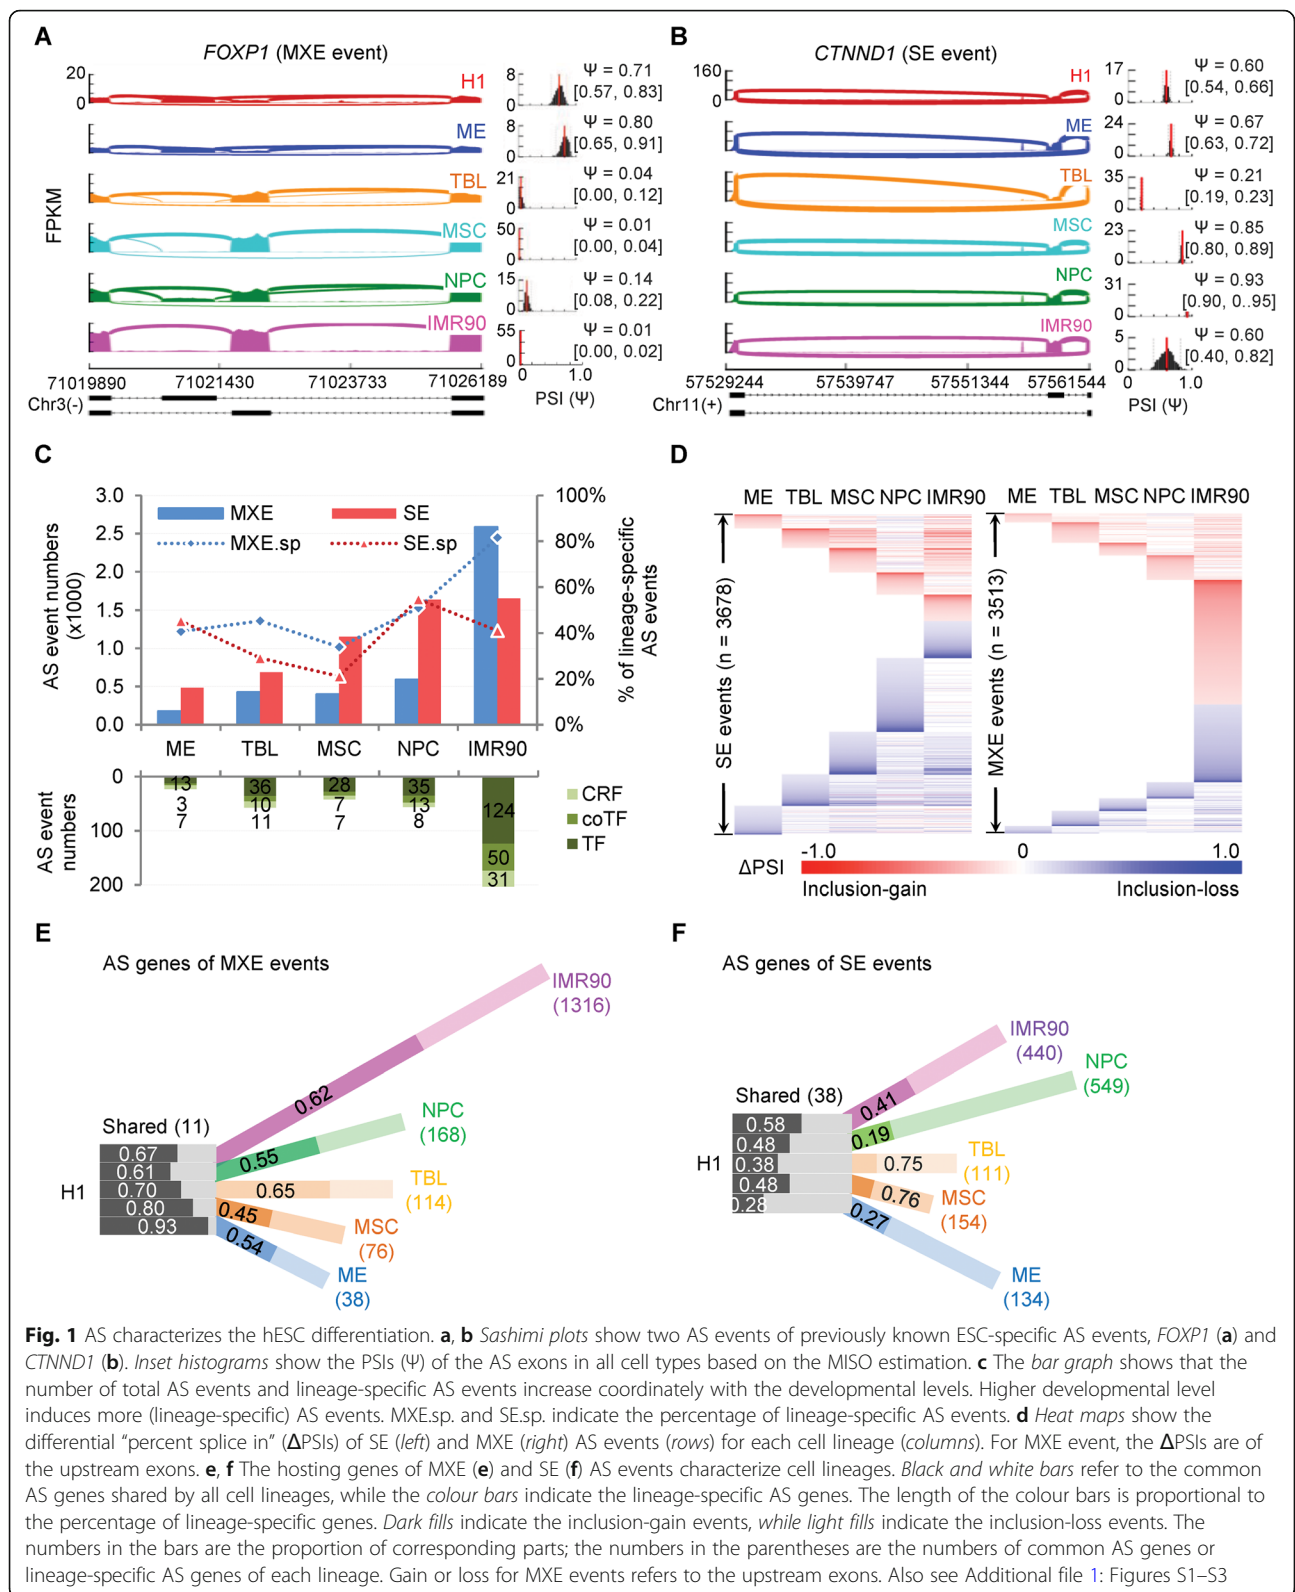 A
FOXP1 (MXE event)
20
0
FPKM
H1
ME
TBL
MSC
NPC
IMR90
8
0
Ψ = 0.71
[0.57, 0.83]
8
0
Ψ = 0.80
[0.65, 0.91]
21
0
Ψ = 0.04
[0.00, 0.12]
50
0
Ψ = 0.01
[0.00, 0.04]
15
0
Ψ = 0.14
[0.08, 0.22]
55
0
Ψ = 0.01
[0.00, 0.02]
0 1.0
PSI (Ψ)
71019890 71021430 71023733 71026189
Chr3(-)
B
CTNND1 (SE event)
160
0
H1
ME
TBL
MSC
NPC
IMR90
17
0
Ψ = 0.60
[0.54, 0.66]
24
0
Ψ = 0.67
[0.63, 0.72]
35
0
Ψ = 0.21
[0.19, 0.23]
23
0
Ψ = 0.85
[0.80, 0.89]
31
0
Ψ = 0.93
[0.90, 0..95]
5
0
Ψ = 0.60
[0.40, 0.82]
0 1.0
PSI (Ψ)
57529244 57539747 57551344 57561544
Chr11(+)
C
AS event numbers
(x1000)
3.0
2.5
2.0
1.5
1.0
0.5
0.0
MXE SE
MXE.sp SE.sp
100%
80%
60%
40%
20%
0%
% of lineage-specific
AS events
ME TBL MSC NPC IMR90
AS event
numbers
0
100
200
13
3
7
36
10
11
28
7
7
35
13
8
124
50
31
CRF
coTF
TF
D
ME TBL MSC NPC IMR90
SE events (n = 3678)
ME TBL MSC NPC IMR90
MXE events (n = 3513)
-1.0 0 1.0
ΔPSI
Inclusion-gain Inclusion-loss
E
AS genes of MXE events
IMR90
(1316)
0.62
NPC
(168)
0.55
TBL
(114)
0.65
MSC
(76)
0.45
ME
(38)
0.54
Shared (11)
H1
0.67
0.61
0.70
0.80
0.93
F
AS genes of SE events
IMR90
(440)
0.41
NPC
(549)
0.19
TBL
(111)
0.75
MSC
(154)
0.76
ME
(134)
0.27
Shared (38)
H1
0.58
0.48
0.38
0.48
0.28
Fig. 1 AS characterizes the hESC differentiation. a, b Sashimi plots show two AS events of previously known ESC-specific AS events, FOXP1 (a) and
CTNND1 (b). Inset histograms show the PSIs (Ψ) of the AS exons in all cell types based on the MISO estimation. c The bar graph shows that the
number of total AS events and lineage-specific AS events increase coordinately with the developmental levels. Higher developmental level
induces more (lineage-specific) AS events. MXE.sp. and SE.sp. indicate the percentage of lineage-specific AS events. d Heat maps show the
differential “percent splice in” (ΔPSIs) of SE (left) and MXE (right) AS events (rows) for each cell lineage (columns). For MXE event, the ΔPSIs are of
the upstream exons. e, f The hosting genes of MXE (e) and SE (f) AS events characterize cell lineages. Black and white bars refer to the common
AS genes shared by all cell lineages, while the colour bars indicate the lineage-specific AS genes. The length of the colour bars is proportional to
the percentage of lineage-specific genes. Dark fills indicate the inclusion-gain events, while light fills indicate the inclusion-loss events. The
numbers in the bars are the proportion of corresponding parts; the numbers in the parentheses are the numbers of common AS genes or
lineage-specific AS genes of each lineage. Gain or loss for MXE events refers to the upstream exons. Also see Additional file 1: Figures S1–S3